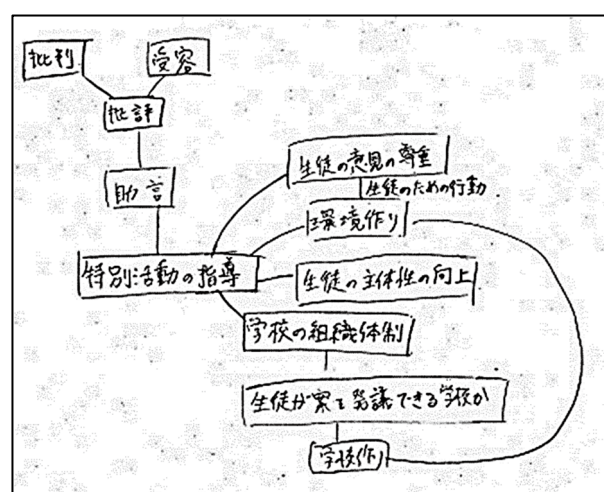 批判
受容
批評
助言
生徒の意見の尊重
生徒のための行動
環境作り
特別活動の指導
生徒の主体性の向上
学校の組織体制
生徒が案を発議できる学校か
学校作り